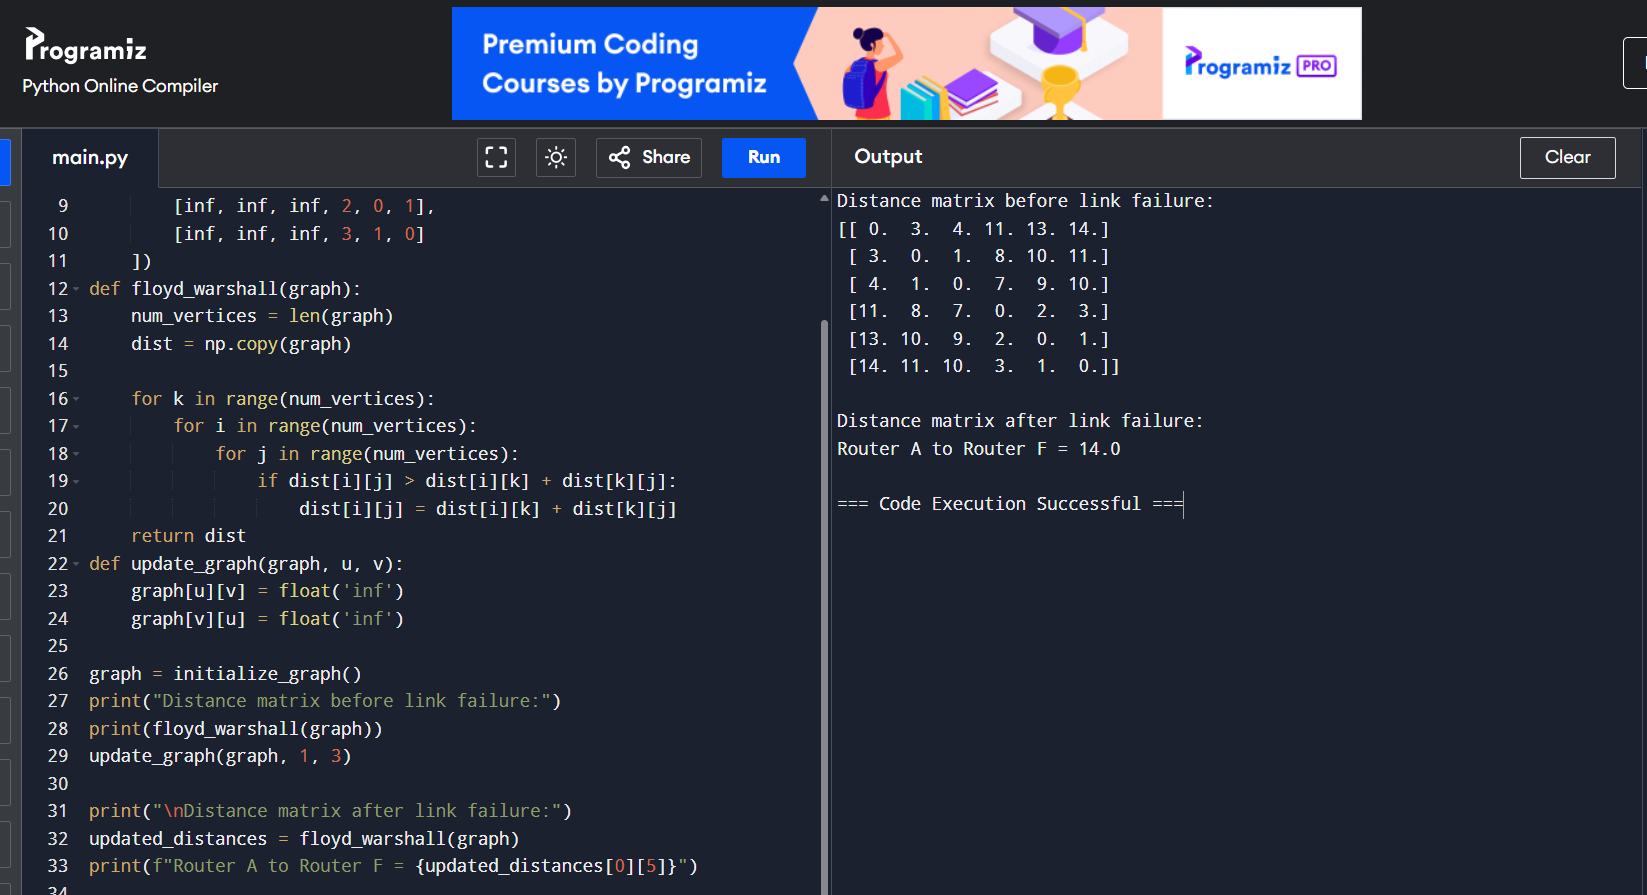 Programiz
Python Online Compiler
Premium Coding
Courses by Programiz
Programiz PRO
main.py
Share
Run
Output
Clear
9 [inf, inf, inf, 2, 0, 1],
10 [inf, inf, inf, 3, 1, 0]
11 ])
12 def floyd_warshall(graph):
13 num_vertices = len(graph)
14 dist = np.copy(graph)
15
16 for k in range(num_vertices):
17 for i in range(num_vertices):
18 for j in range(num_vertices):
19 if dist[i][j] > dist[i][k] + dist[k][j]:
20 dist[i][j] = dist[i][k] + dist[k][j]
21 return dist
22 def update_graph(graph, u, v):
23 graph[u][v] = float('inf')
24 graph[v][u] = float('inf')
25
26 graph = initialize_graph()
27 print("Distance matrix before link failure:")
28 print(floyd_warshall(graph))
29 update_graph(graph, 1, 3)
30
31 print("\nDistance matrix after link failure:")
32 updated_distances = floyd_warshall(graph)
33 print(f"Router A to Router F = {updated_distances[0][5]}")
34
Distance matrix before link failure:
[[ 0. 3. 4. 11. 13. 14.]
[ 3. 0. 1. 8. 10. 11.]
[ 4. 1. 0. 7. 9. 10.]
[11. 8. 7. 0. 2. 3.]
[13. 10. 9. 2. 0. 1.]
[14. 11. 10. 3. 1. 0.]]
Distance matrix after link failure:
Router A to Router F = 14.0
=== Code Execution Successful ===